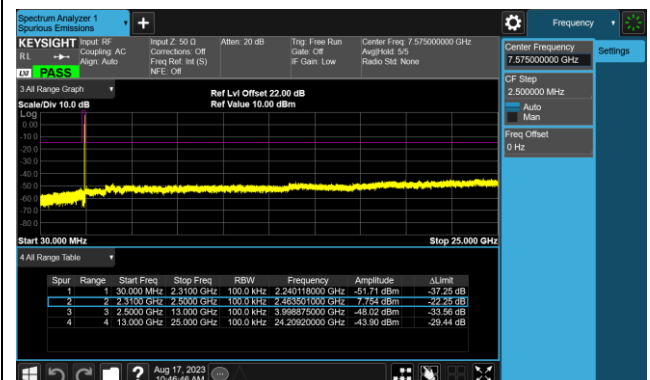 Spectrum Analyzer 1
Spurious Emissions
Frequency
KEYSIGHT
Input: RF
Coupling: AC
Align: Auto
Input Z: 50 Ω
Corrections: Off
Freq Ref: Int (S)
NFE: Off
Atten: 20 dB
Trig: Free Run
Gate: Off
IF Gain: Low
Center Freq: 7.575000000 GHz
Avg|Hold: 5/5
Radio Std: None
RL
LXI
PASS
Center Frequency
7.575000000 GHz
Settings
CF Step
2.500000 MHz
Auto
Man
Freq Offset
0 Hz
3 All Range Graph
Scale/Div 10.0 dB
Ref Lvl Offset 22.00 dB
Ref Value 10.00 dBm
Log
0.00
-10.0
-20.0
-30.0
-40.0
-50.0
-60.0
-70.0
-80.0
Start 30.000 MHz
Stop 25.000 GHz
4 All Range Table
Spur Range Start Freq Stop Freq RBW Frequency Amplitude ΔLimit
1 1 30.000 MHz 2.3100 GHz 100.0 kHz 2.240118000 GHz -51.71 dBm -37.25 dB
2 2 2.3100 GHz 2.5000 GHz 100.0 kHz 2.463501000 GHz 7.754 dBm -22.25 dB
3 3 2.5000 GHz 13.000 GHz 100.0 kHz 3.998875000 GHz -48.02 dBm -33.56 dB
4 4 13.000 GHz 25.000 GHz 100.0 kHz 24.20920000 GHz -43.90 dBm -29.44 dB
?
Aug 17, 2023
10:46:46 AM